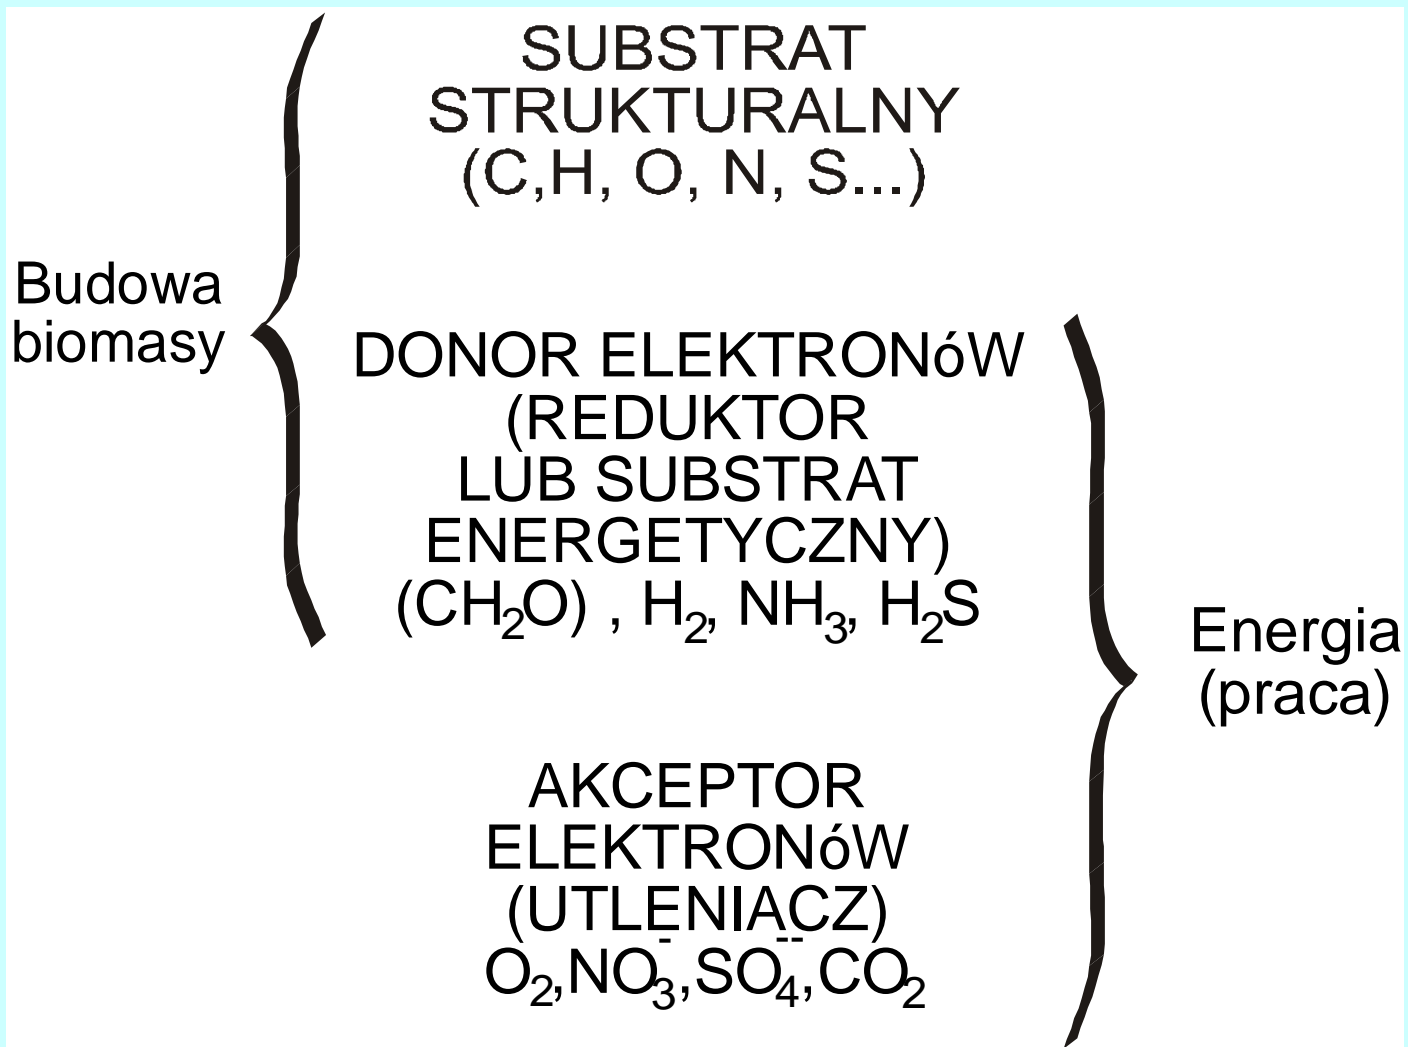 SUBSTRAT
STRUKTURALNY
(C,H, O, N, S...)
Budowa
biomasy
DONOR ELEKTRONóW
(REDUKTOR
LUB SUBSTRAT
ENERGETYCZNY)
(CH₂O) , H₂, NH₃, H₂S
Energia
(praca)
AKCEPTOR
ELEKTRONóW
(UTLENIACZ)
O₂,NO₃⁻,SO₄⁻⁻,CO₂